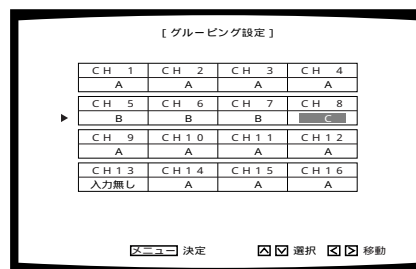 [ グルーピング設定 ]
CH 1 CH 2 CH 3 CH 4
A A A A
CH 5 CH 6 CH 7 CH 8
B B B C
CH 9 CH10 CH11 CH12
A A A A
CH13 CH14 CH15 CH16
入力無し A A A
メニュー 決定 選択 移動